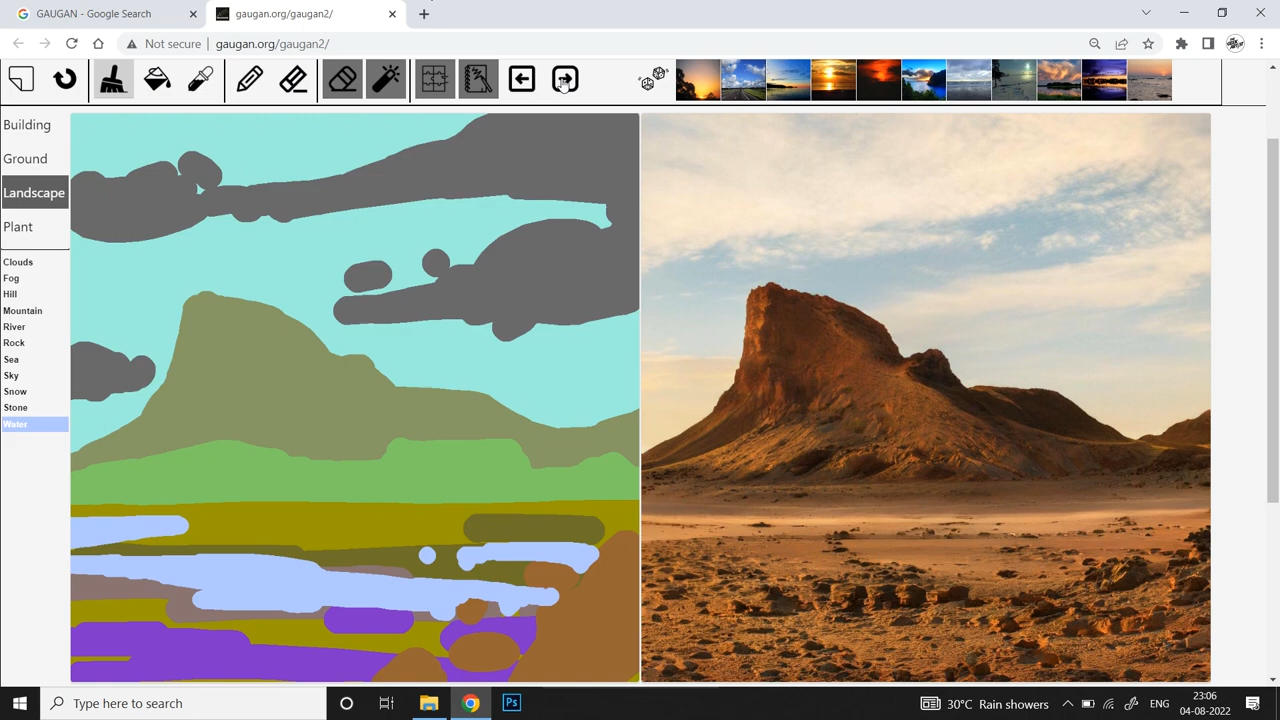 GAUGAN - Google Search
gaugan.org/gaugan2/
Not secure
gaugan.org/gaugan2/
Building
Ground
Landscape
Plant
Clouds
Fog
Hill
Mountain
River
Rock
Sea
Sky
Snow
Stone
Water
Type here to search
Ps
30°C Rain showers
ENG
23:06
04-08-2022